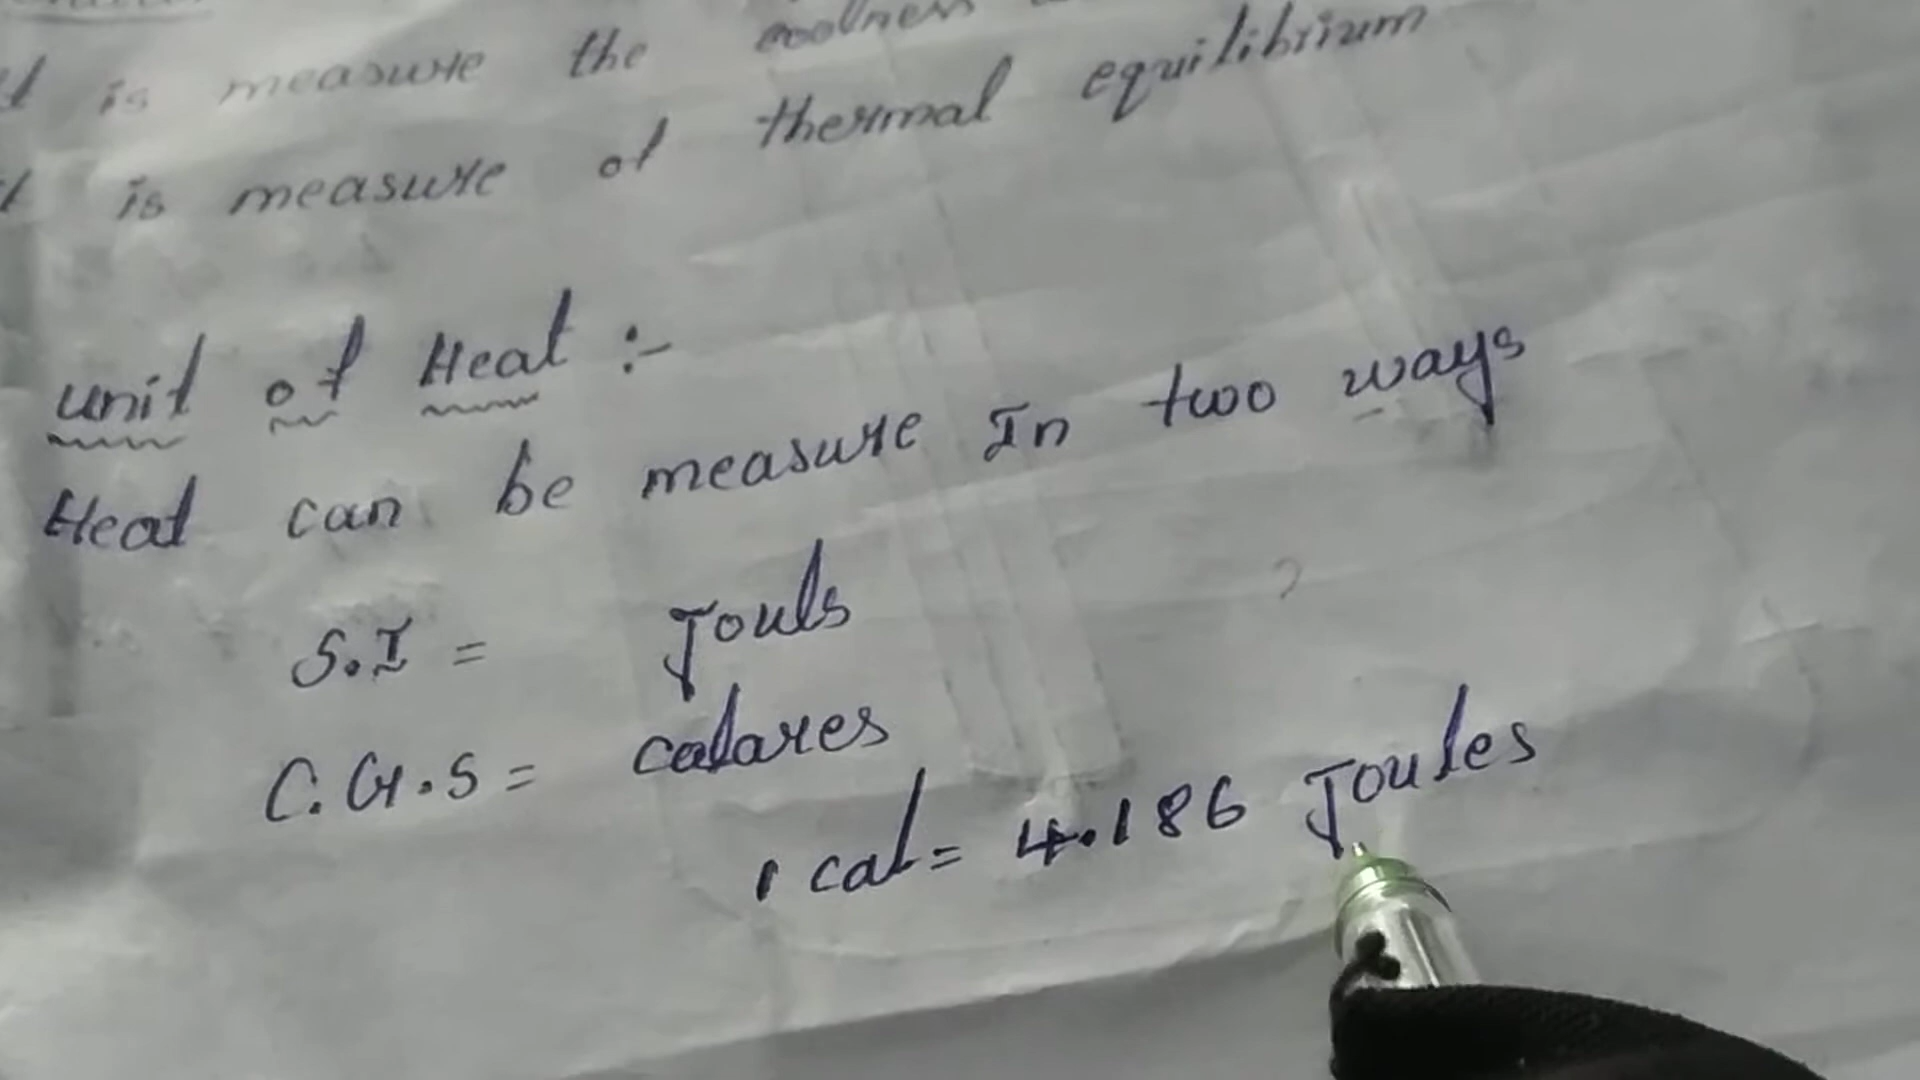 is measure the coolness
is measure of thermal equilibrium
unit of Heat :-
Heat can be measure In two ways
S.I = Jouls
C.G.S = calares
1 cal = 4.186 Joules